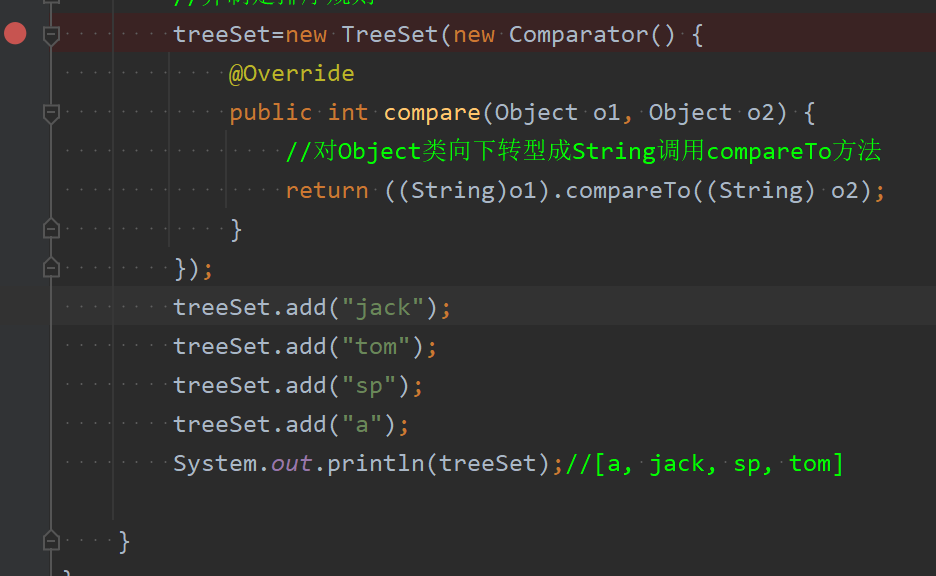 treeSet=new TreeSet(new Comparator() {
@Override
public int compare(Object o1, Object o2) {
//对Object类向下转型成String调用compareTo方法
return ((String)o1).compareTo((String) o2);
}
});
treeSet.add("jack");
treeSet.add("tom");
treeSet.add("sp");
treeSet.add("a");
System.out.println(treeSet);//[a, jack, sp, tom]
}